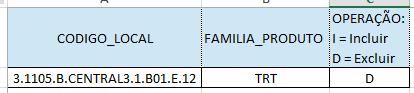 CODIGO_LOCAL FAMILIA_PRODUTO OPERAÇÃO:
I = Incluir
D = Excluir
3.1105.B.CENTRAL3.1.B01.E.12 TRT D